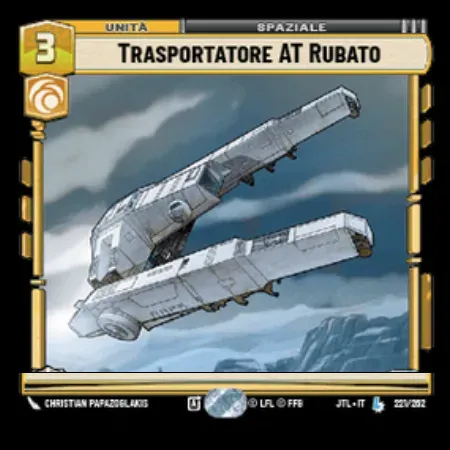 UNITÀ
SPAZIALE
3
TRASPORTATORE AT RUBATO
CHRISTIAN PAPAZOGLAKIS
A
© LFL © FFG
JTL • IT
L
221/262